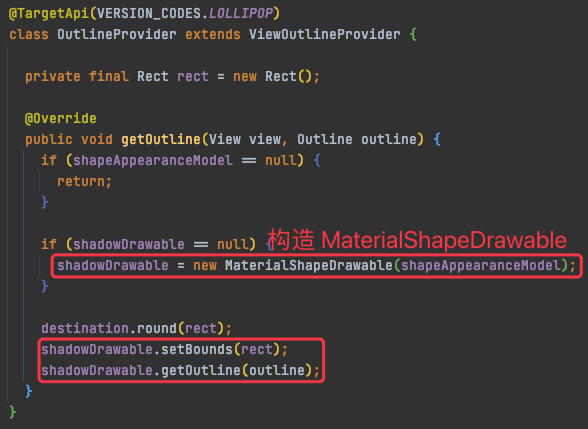 @TargetApi(VERSION_CODES.LOLLIPOP)
class OutlineProvider extends ViewOutlineProvider {
private final Rect rect = new Rect();
@Override
public void getOutline(View view, Outline outline) {
if (shapeAppearanceModel == null) {
return;
}
if (shadowDrawable == null) {
构造 MaterialShapeDrawable
shadowDrawable = new MaterialShapeDrawable(shapeAppearanceModel);
}
destination.round(rect);
shadowDrawable.setBounds(rect);
shadowDrawable.getOutline(outline);
}
}